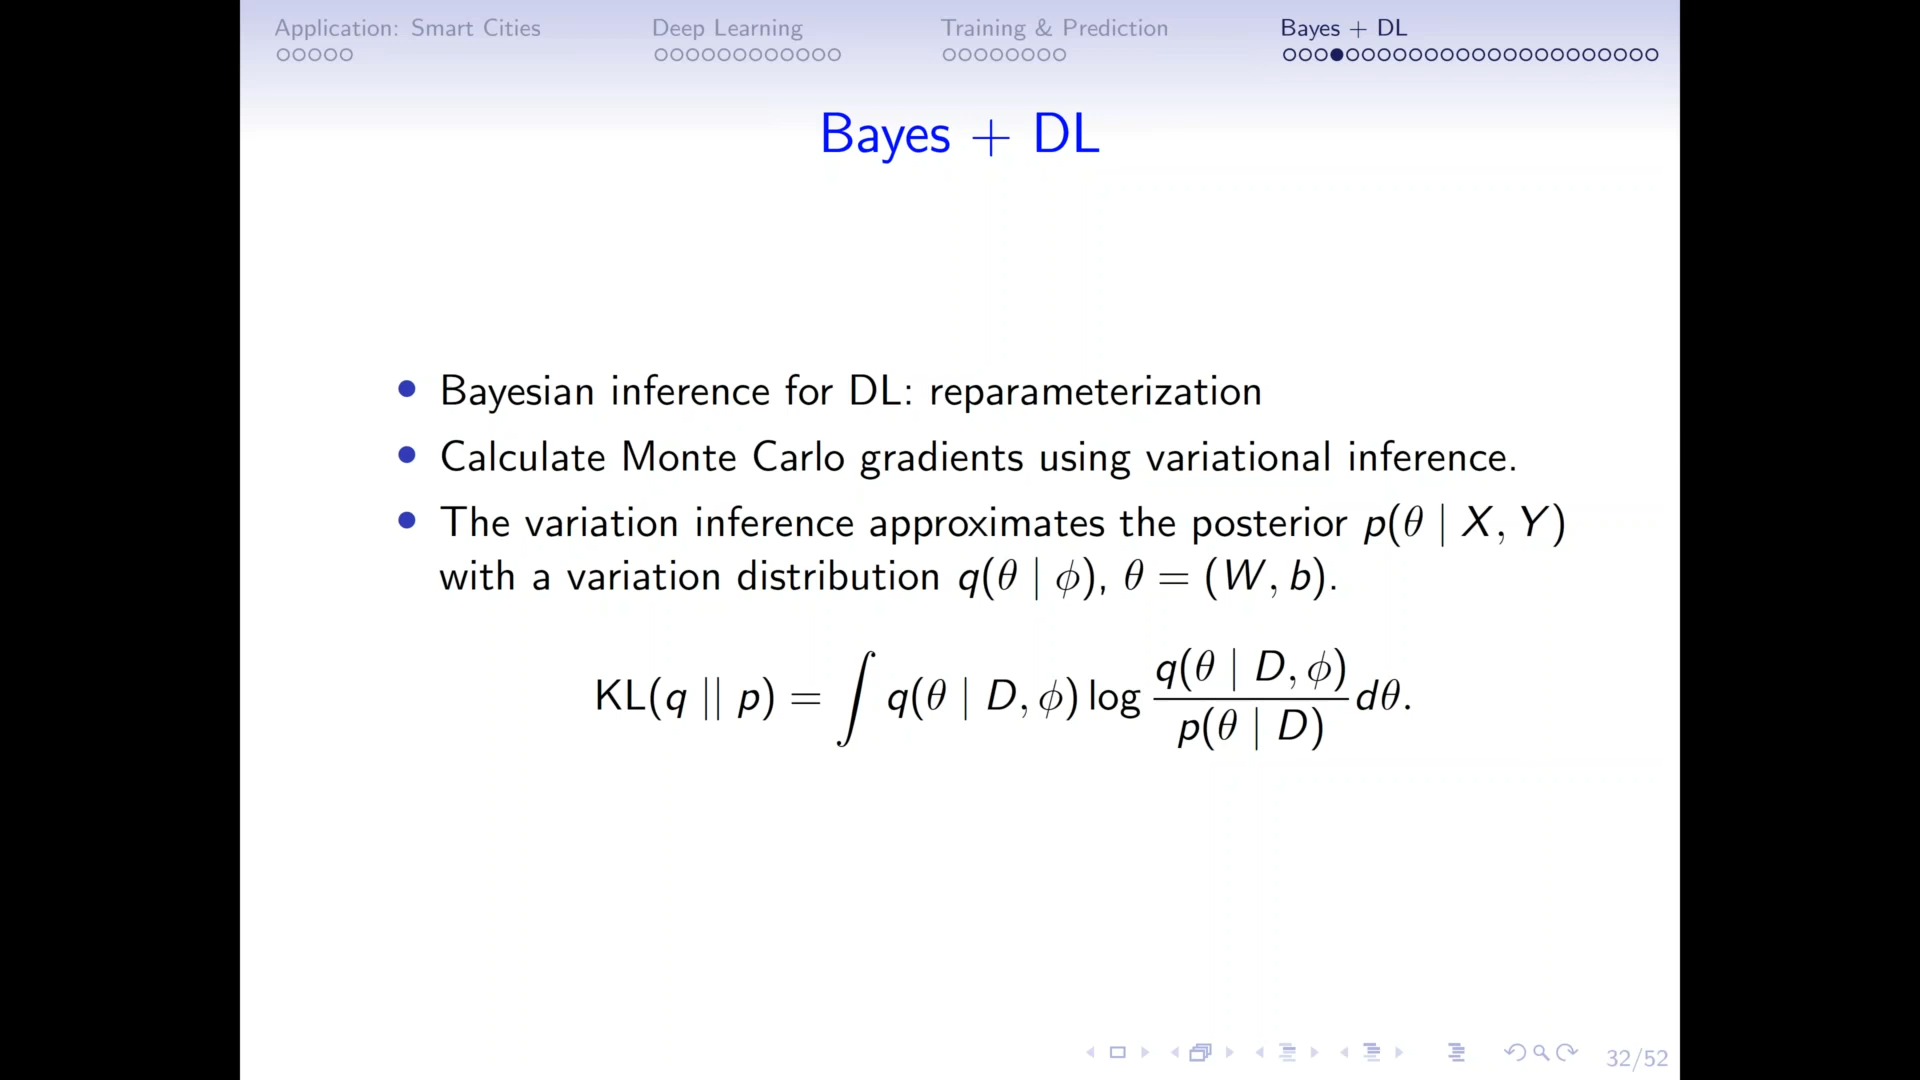 Application: Smart Cities Deep Learning Training & Prediction Bayes + DL
Bayes + DL
• Bayesian inference for DL: reparameterization
• Calculate Monte Carlo gradients using variational inference.
• The variation inference approximates the posterior p(θ | X, Y)
with a variation distribution q(θ | ϕ), θ = (W, b).
KL(q || p) = ∫ q(θ | D, ϕ) log q(θ | D, ϕ) / p(θ | D) dθ.
32/52